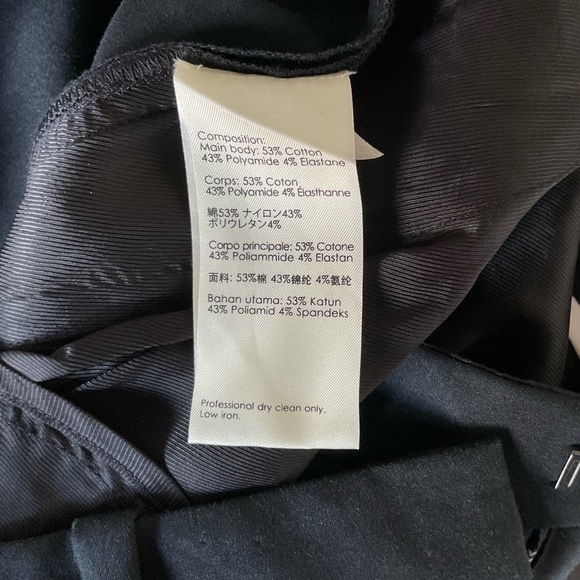 Composition:
Main body: 53% Cotton
43% Polyamide 4% Elastane
Corps: 53% Coton
43% Polyamide 4% Elasthanne
綿53% ナイロン43%
ポリウレタン4%
Corpo principale: 53% Cotone
43% Poliammide 4% Elastan
面料: 53%棉 43%锦纶 4%氨纶
Bahan utama: 53% Katun
43% Poliamid 4% Spandeks
Professional dry clean only.
Low iron.